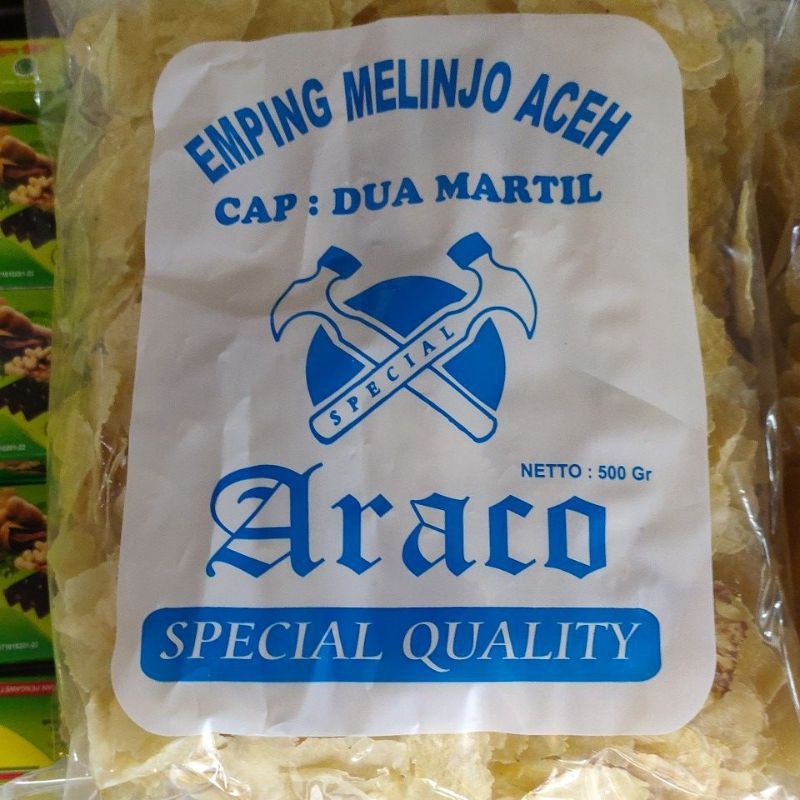 EMPING MELINJO ACEH
CAP : DUA MARTIL
SPECIAL
NETTO : 500 Gr
Araco
SPECIAL QUALITY